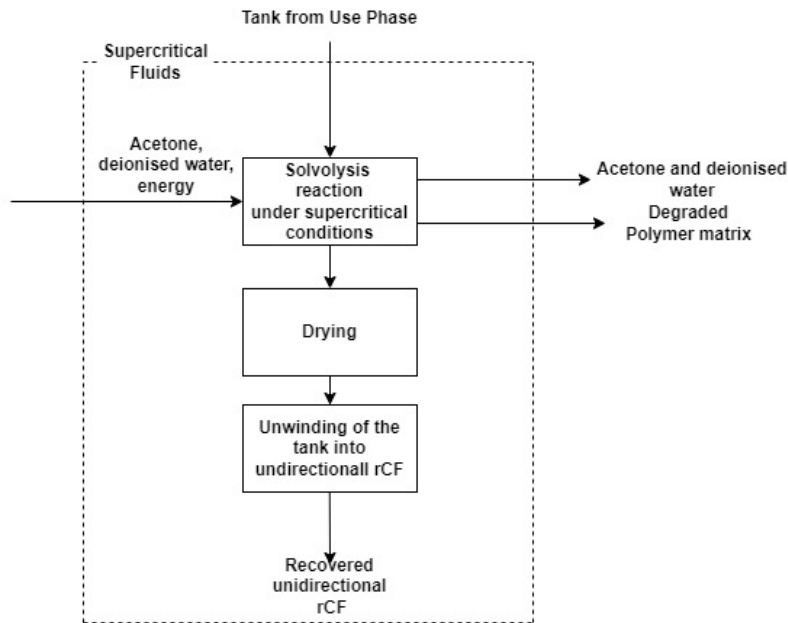 Tank from Use Phase
Supercritical
Fluids
Acetone,
deionised water,
energy
Solvolysis
reaction
under supercritical
conditions
Acetone and deionised
water
Degraded
Polymer matrix
Drying
Unwinding of the
tank into
undirectionall rCF
Recovered
unidirectional
rCF